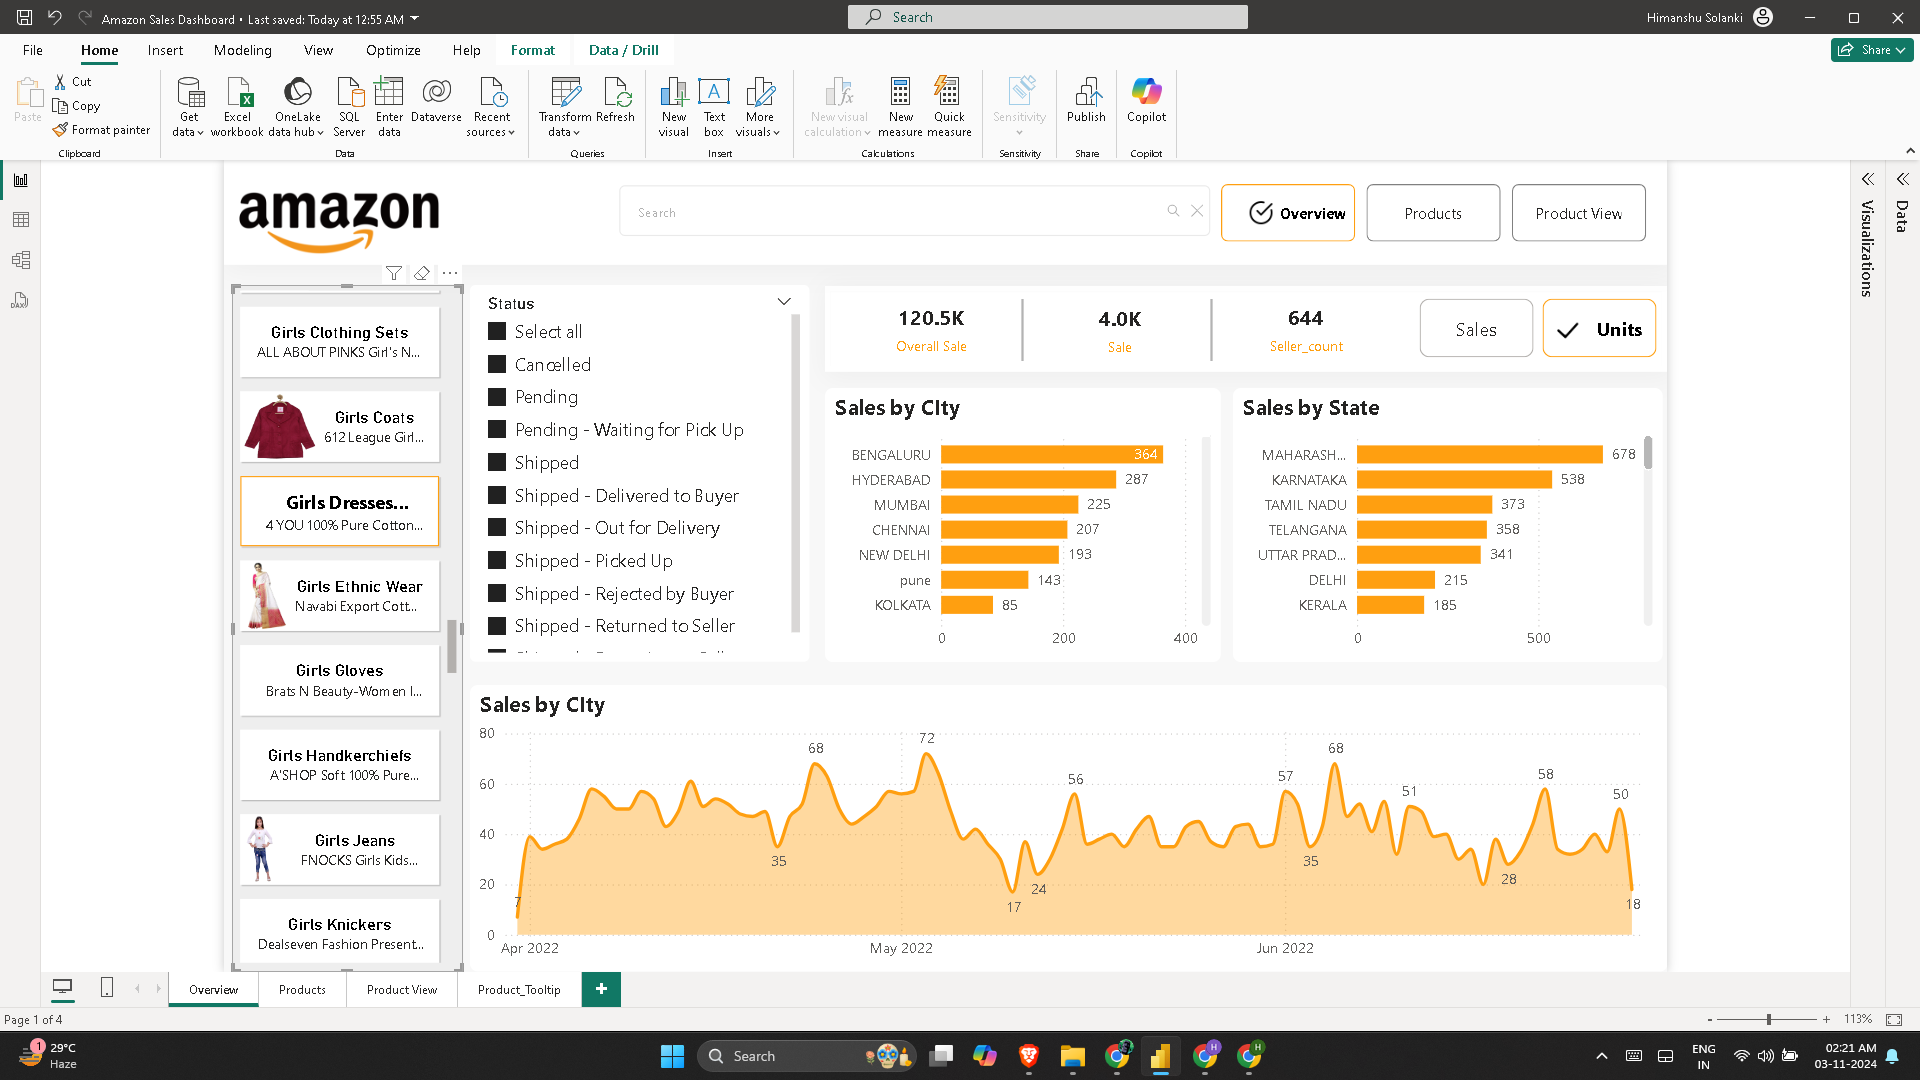 Amazon Sales Dashboard • Last saved: Today at 12:55 AM
Search
Himanshu Solanki
File
Home
Insert
Modeling
View
Optimize
Help
Format
Data / Drill
Share
Paste
Cut
Copy
Format painter
Clipboard
Get data
Excel workbook
OneLake data hub
SQL Server
Enter data
Dataverse
Recent sources
Data
Transform data
Refresh
Queries
New visual
A
Text box
More visuals
Insert
New visual calculation
New measure
Quick measure
Calculations
Sensitivity
Sensitivity
Publish
Share
Copilot
Copilot
amazon
Search
Overview
Products
Product View
Visualizations
Data
Girls Clothing Sets
ALL ABOUT PINKS Girl's N...
Girls Coats
612 League Girl...
Girls Dresses...
4 YOU 100% Pure Cotton...
Girls Ethnic Wear
Navabi Export Cott...
Girls Gloves
Brats N Beauty-Women I...
Girls Handkerchiefs
A'SHOP Soft 100% Pure...
Girls Jeans
FNOCKS Girls Kids...
Girls Knickers
Dealseven Fashion Present...
Status
Select all
Cancelled
Pending
Pending - Waiting for Pick Up
Shipped
Shipped - Delivered to Buyer
Shipped - Out for Delivery
Shipped - Picked Up
Shipped - Rejected by Buyer
Shipped - Returned to Seller
120.5K
Overall Sale
4.0K
Sale
644
Seller_count
Sales
Units
Sales by CIty
BENGALURU 364
HYDERABAD 287
MUMBAI 225
CHENNAI 207
NEW DELHI 193
pune 143
KOLKATA 85
0 200 400
Sales by State
MAHARASH... 678
KARNATAKA 538
TAMIL NADU 373
TELANGANA 358
UTTAR PRAD... 341
DELHI 215
KERALA 185
0 500
Sales by CIty
80
60
40
20
0
7
35
68
72
17
24
56
57
35
68
51
28
58
50
18
Apr 2022
May 2022
Jun 2022
Overview
Products
Product View
Product_Tooltip
+
Page 1 of 4
- + 113%
1
29°C
Haze
Search
H
H
ENG
IN
02:21 AM
03-11-2024